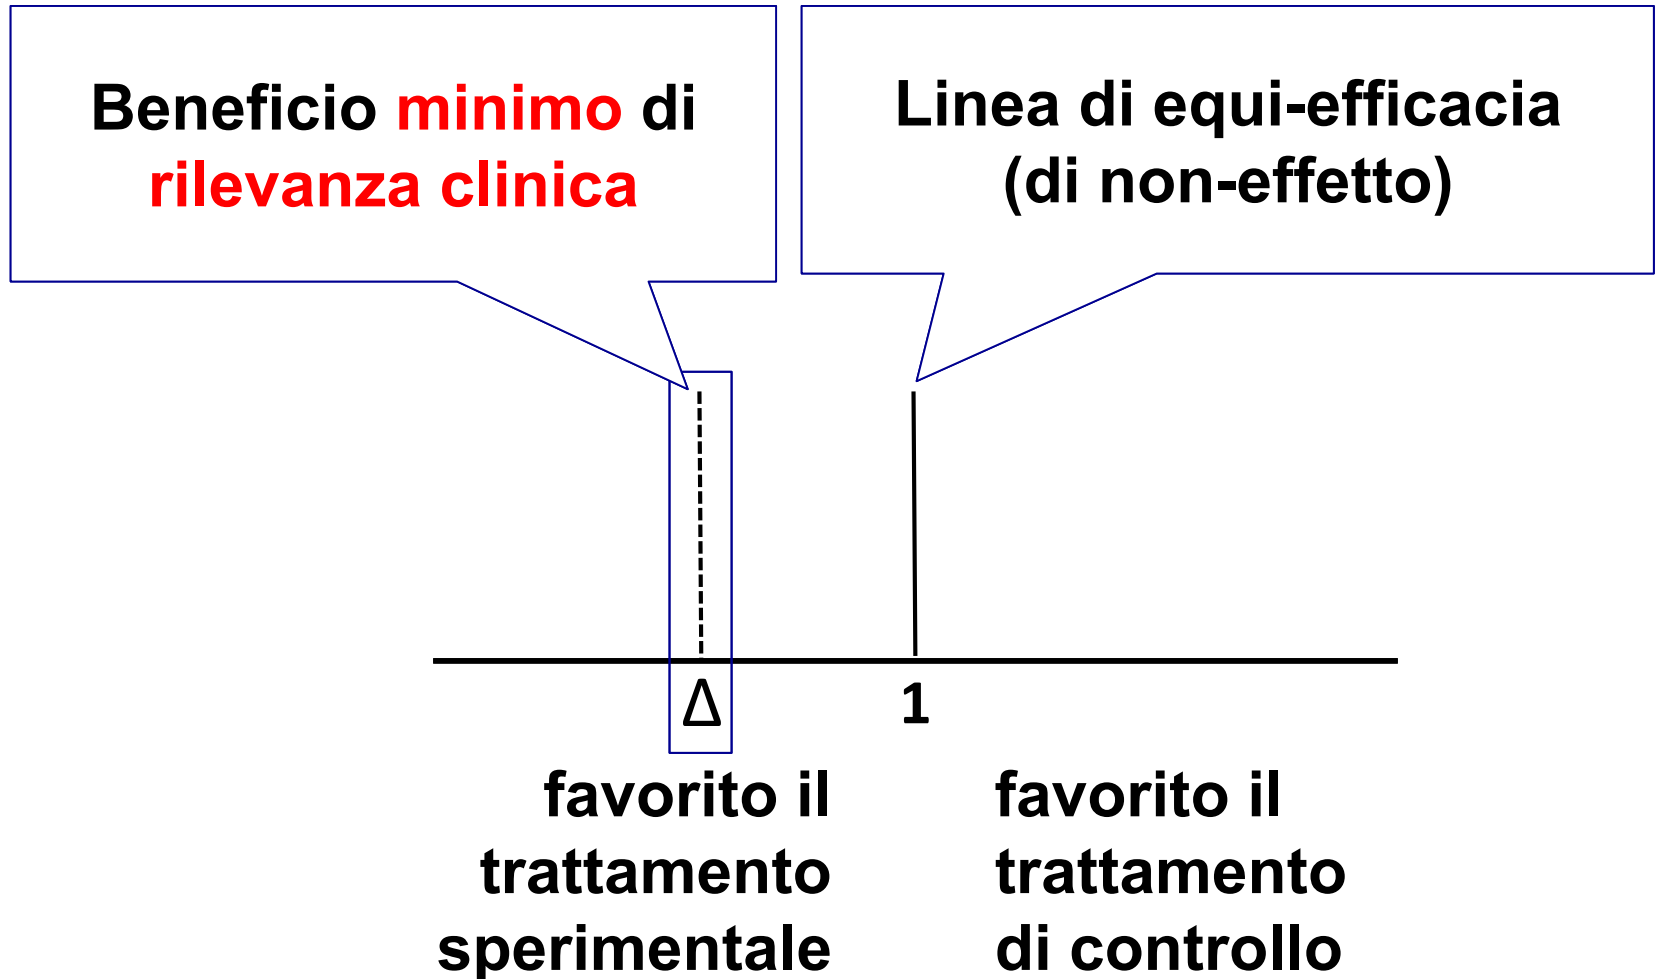 Beneficio minimo di
rilevanza clinica
Linea di equi-efficacia
(di non-effetto)
Δ
1
favorito il
trattamento
sperimentale
favorito il
trattamento
di controllo